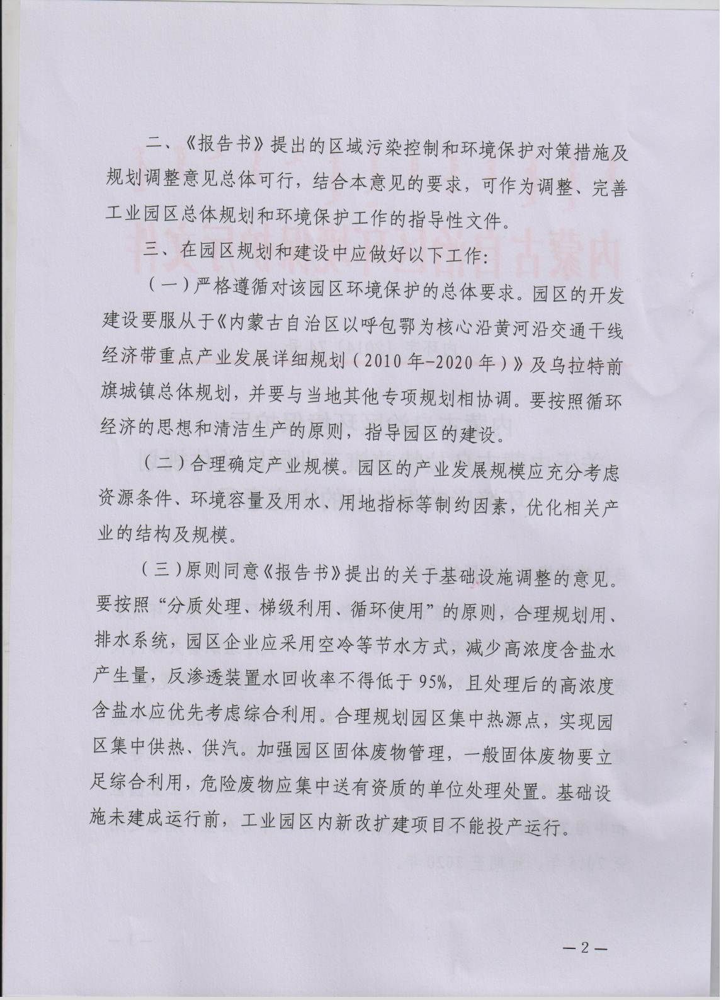 二、《报告书》提出的区域污染控制和环境保护对策措施及
规划调整意见总体可行，结合本意见的要求，可作为调整、完善
工业园区总体规划和环境保护工作的指导性文件。
三、在园区规划和建设中应做好以下工作：
（一）严格遵循对该园区环境保护的总体要求。园区的开发
建设要服从于《内蒙古自治区以呼包鄂为核心沿黄河沿交通干线
经济带重点产业发展详细规划（2010年-2020年）》及乌拉特前
旗城镇总体规划，并要与当地其他专项规划相协调。要按照循环
经济的思想和清洁生产的原则，指导园区的建设。
（二）合理确定产业规模。园区的产业发展规模应充分考虑
资源条件、环境容量及用水、用地指标等制约因素，优化相关产
业的结构及规模。
（三）原则同意《报告书》提出的关于基础设施调整的意见。
要按照“分质处理、梯级利用、循环使用”的原则，合理规划用、
排水系统，园区企业应采用空冷等节水方式，减少高浓度含盐水
产生量，反渗透装置水回收率不得低于95%，且处理后的高浓度
含盐水应优先考虑综合利用。合理规划园区集中热源点，实现园
区集中供热、供汽。加强园区固体废物管理，一般固体废物要立
足综合利用，危险废物应集中送有资质的单位处理处置。基础设
施未建成运行前，工业园区内新改扩建项目不能投产运行。
内蒙古自治区环境保护厅文件
— 2 —